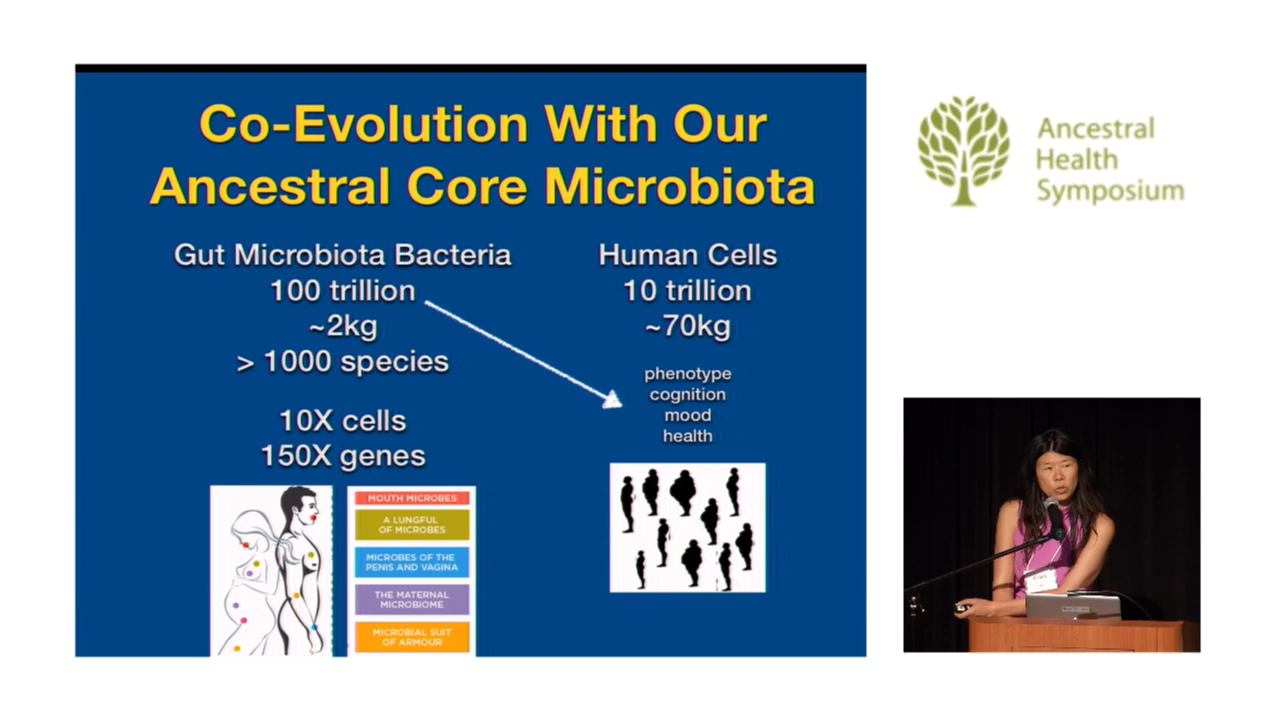 Co-Evolution With Our
Ancestral Core Microbiota
Gut Microbiota Bacteria
100 trillion
~2kg
> 1000 species
10X cells
150X genes
Human Cells
10 trillion
~70kg
phenotype
cognition
mood
health
MOUTH MICROBES
A LUNGFUL
OF MICROBES
MICROBES OF THE
PENIS AND VAGINA
THE MATERNAL
MICROBIOME
MICROBIAL SUIT
OF ARMOUR
Ancestral
Health
Symposium